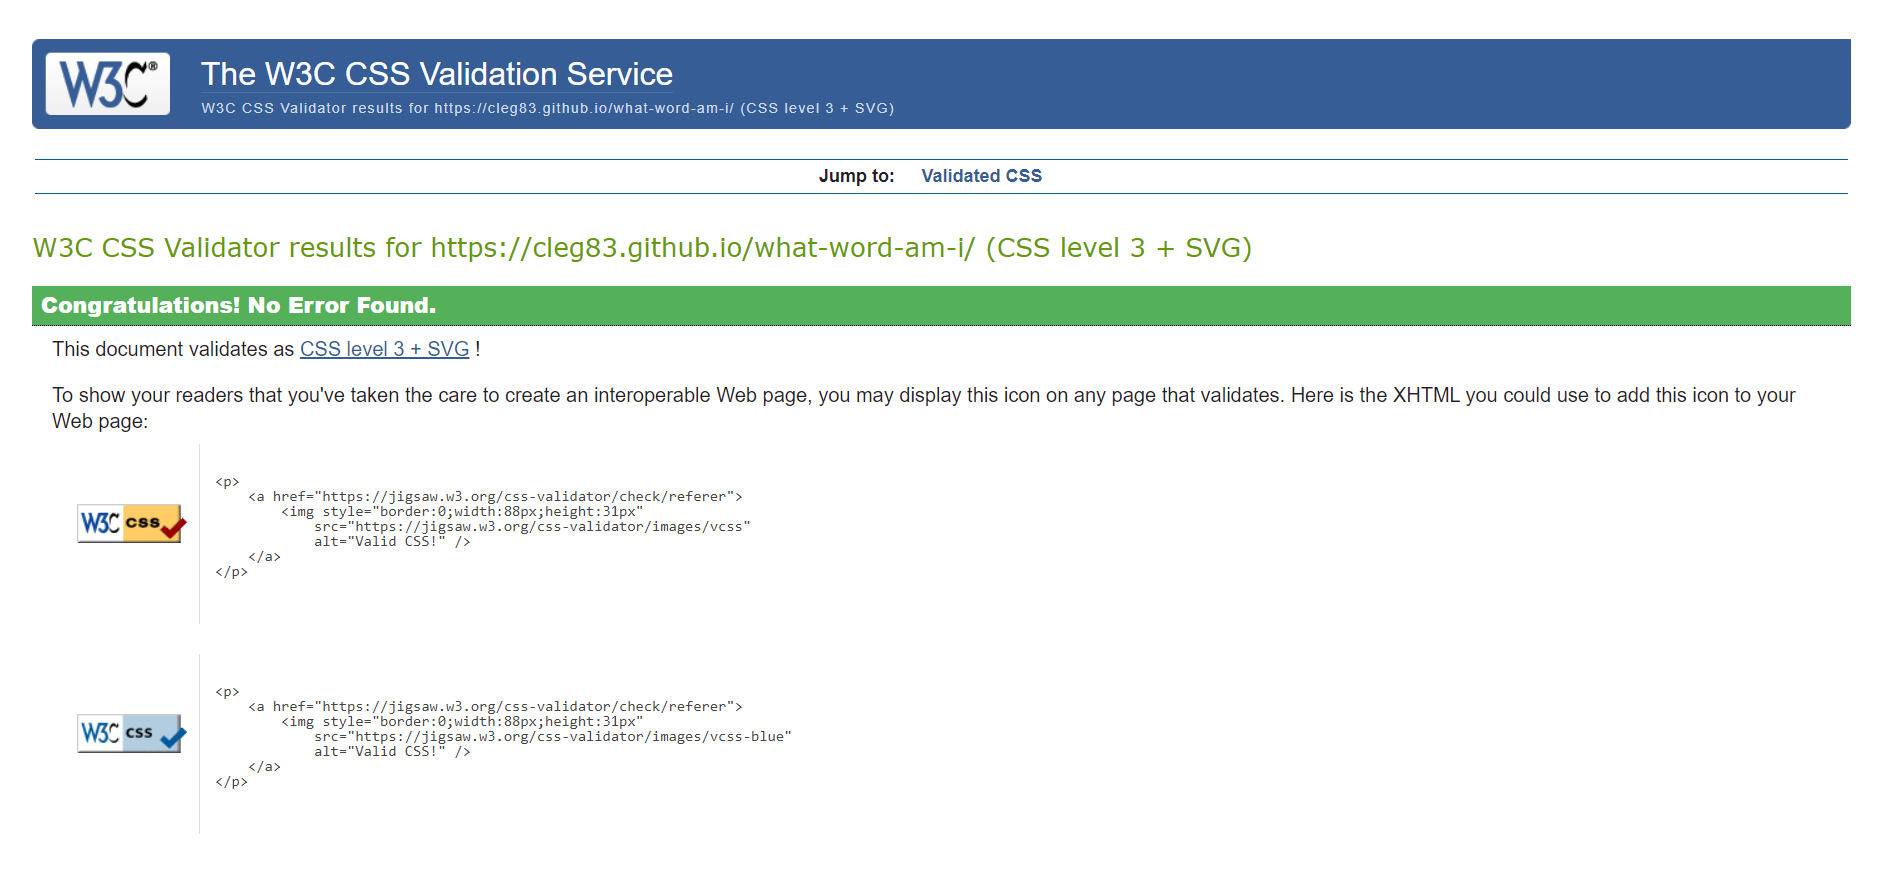 W3C®
The W3C CSS Validation Service
W3C CSS Validator results for https://cleg83.github.io/what-word-am-i/ (CSS level 3 + SVG)
Jump to: Validated CSS
W3C CSS Validator results for https://cleg83.github.io/what-word-am-i/ (CSS level 3 + SVG)
Congratulations! No Error Found.
This document validates as CSS level 3 + SVG !
To show your readers that you've taken the care to create an interoperable Web page, you may display this icon on any page that validates. Here is the XHTML you could use to add this icon to your
Web page:
W3C css
<p>
    <a href="https://jigsaw.w3.org/css-validator/check/referer">
        <img style="border:0;width:88px;height:31px"
            src="https://jigsaw.w3.org/css-validator/images/vcss"
            alt="Valid CSS!" />
    </a>
</p>
W3C css
<p>
    <a href="https://jigsaw.w3.org/css-validator/check/referer">
        <img style="border:0;width:88px;height:31px"
            src="https://jigsaw.w3.org/css-validator/images/vcss-blue"
            alt="Valid CSS!" />
    </a>
</p>